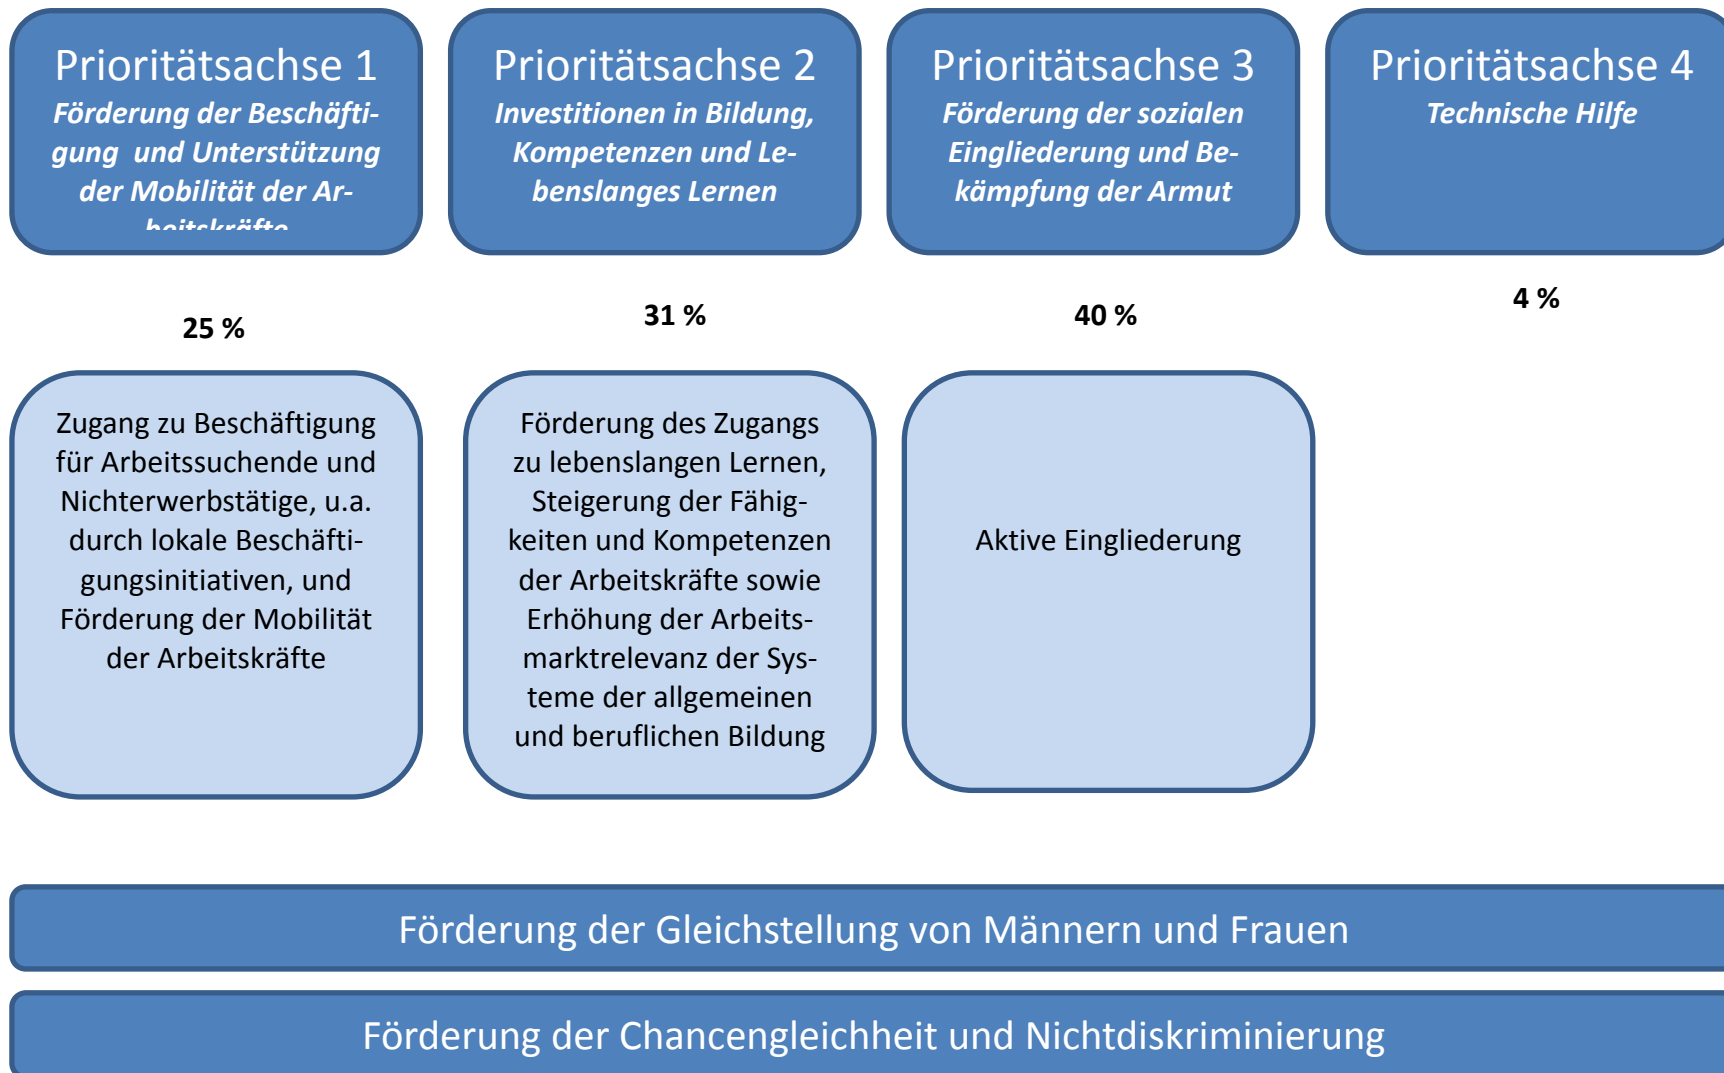 Prioritätsachse 1
Förderung der Beschäfti-
gung und Unterstützung
der Mobilität der Ar-
beitskräfte
Prioritätsachse 2
Investitionen in Bildung,
Kompetenzen und Le-
benslanges Lernen
Prioritätsachse 3
Förderung der sozialen
Eingliederung und Be-
kämpfung der Armut
Prioritätsachse 4
Technische Hilfe
25 %
31 %
40 %
4 %
Zugang zu Beschäftigung
für Arbeitssuchende und
Nichterwerbstätige, u.a.
durch lokale Beschäfti-
gungsinitiativen, und
Förderung der Mobilität
der Arbeitskräfte
Förderung des Zugangs
zu lebenslangen Lernen,
Steigerung der Fähig-
keiten und Kompetenzen
der Arbeitskräfte sowie
Erhöhung der Arbeits-
marktrelevanz der Sys-
teme der allgemeinen
und beruflichen Bildung
Aktive Eingliederung
Förderung der Gleichstellung von Männern und Frauen
Förderung der Chancengleichheit und Nichtdiskriminierung